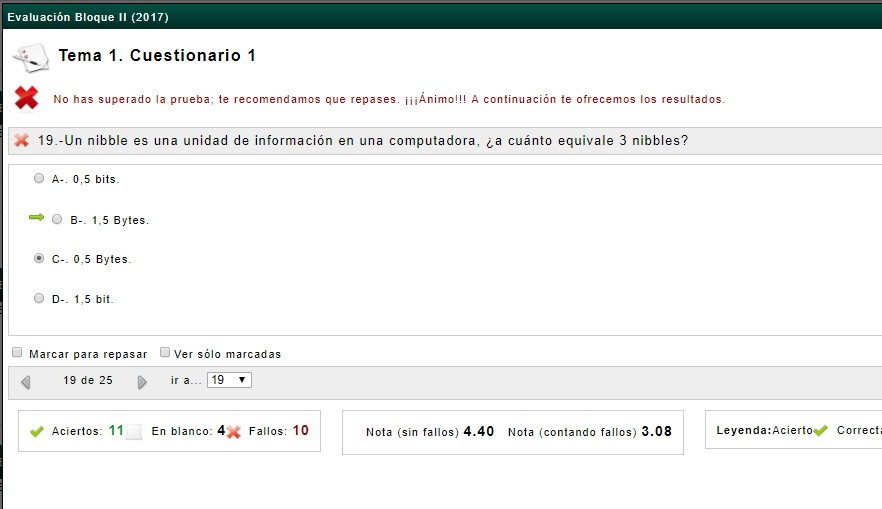 Evaluación Bloque II (2017)
Tema 1. Cuestionario 1
No has superado la prueba; te recomendamos que repases. ¡¡¡Ánimo!!! A continuación te ofrecemos los resultados.
19.-Un nibble es una unidad de información en una computadora, ¿a cuánto equivale 3 nibbles?
A-. 0,5 bits.
B-. 1,5 Bytes.
C-. 0,5 Bytes.
D-. 1,5 bit.
Marcar para repasar Ver sólo marcadas
19 de 25 ir a... 19
Aciertos: 11 En blanco: 4 Fallos: 10 Nota (sin fallos) 4.40 Nota (contando fallos) 3.08 Leyenda:Acierto Correcta